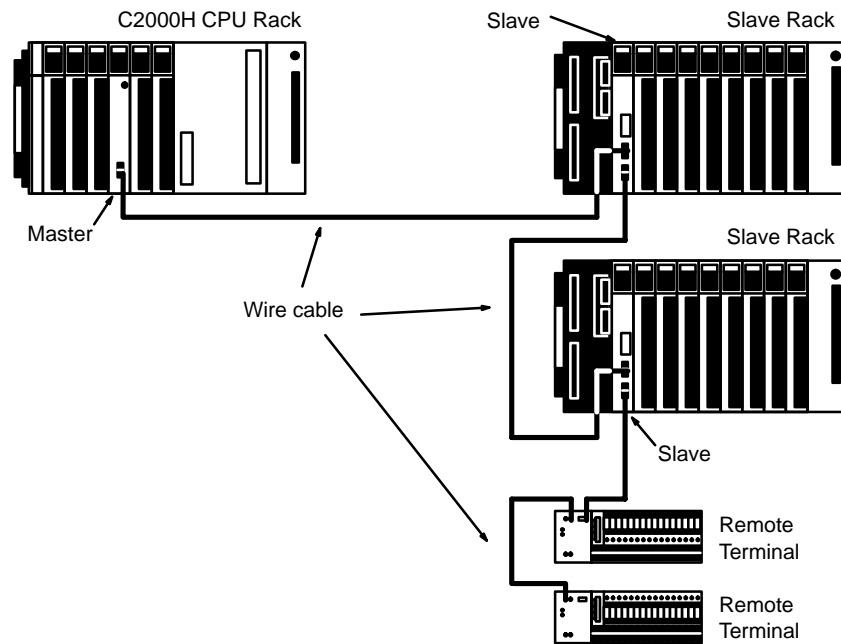 C2000H CPU Rack
Slave
Slave Rack
Master
Slave Rack
Wire cable
Slave
Remote
Terminal
Remote
Terminal